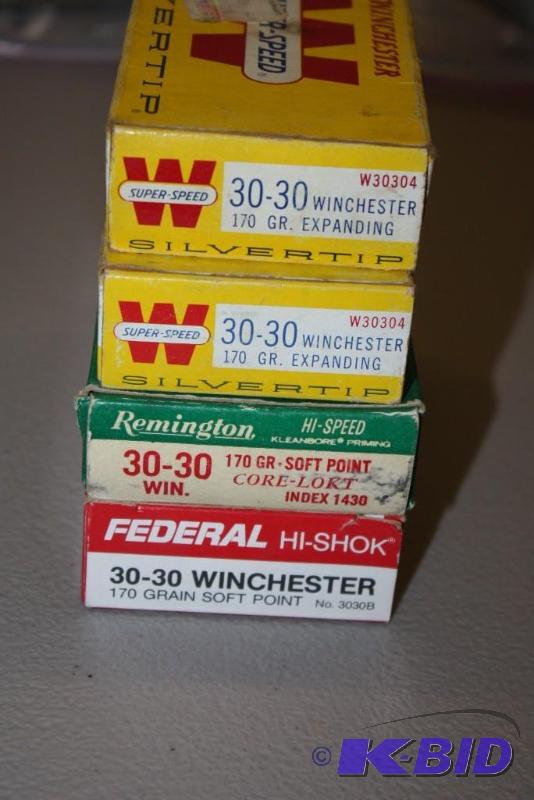 WINCHESTER
R-SPEED
W
VERTIP
W30304
W
SUPER-SPEED
30-30 WINCHESTER
170 GR. EXPANDING
SILVERTIP
W30304
W
SUPER-SPEED
30-30 WINCHESTER
170 GR. EXPANDING
SILVERTIP
Remington HI-SPEED
KLEANBORE® PRIMING
30-30 170 GR·SOFT POINT
WIN. CORE-LOKT
INDEX 1430
FEDERAL HI-SHOK®
30-30 WINCHESTER
170 GRAIN SOFT POINT No. 3030B
© K-BID